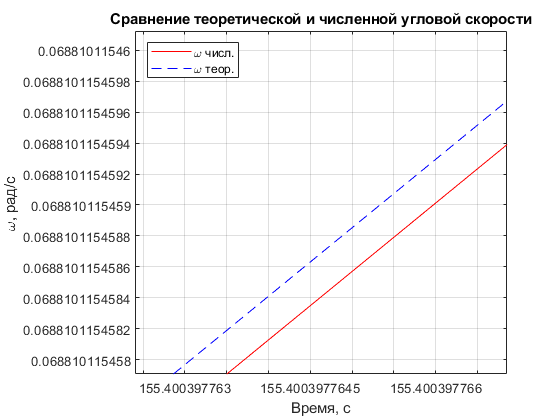 Сравнение теоретической и численной угловой скорости
ω числ.
ω теор.
0.06881011546
0.0688101154598
0.0688101154596
0.0688101154594
0.0688101154592
0.068810115459
0.0688101154588
0.0688101154586
0.0688101154584
0.0688101154582
0.068810115458
ω, рад/с
155.400397763
155.4003977645
155.400397766
Время, с